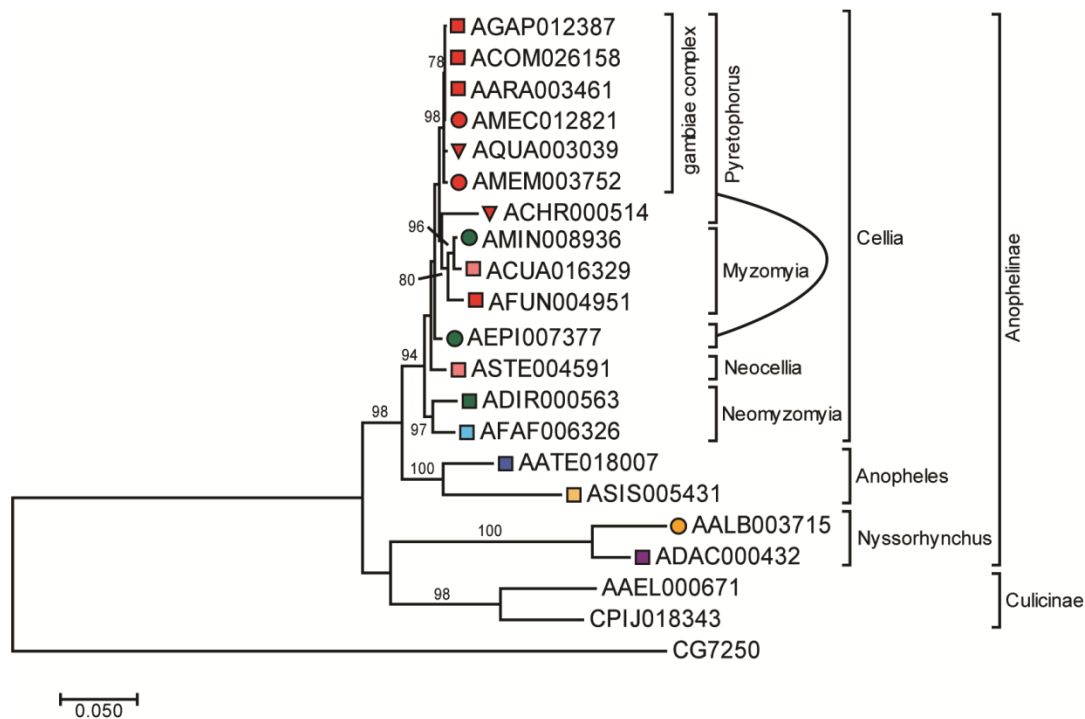 AGAP012387
78
ACOM026158
AARA003461
98
AMEC012821
AQUA003039
AMEM003752
gambiae complex
Pyretophorus
ACHR000514
96
AMIN008936
Cellia
80
ACUA016329
Myzomyia
AFUN004951
Anophelinae
AEPI007377
94
ASTE004591
Neocellia
ADIR000563
98
Neomyzomyia
97
AFAF006326
AATE018007
100
Anopheles
ASIS005431
AALB003715
100
Nyssorhynchus
ADAC000432
AAEL000671
98
Culicinae
CPIJ018343
CG7250
0.050